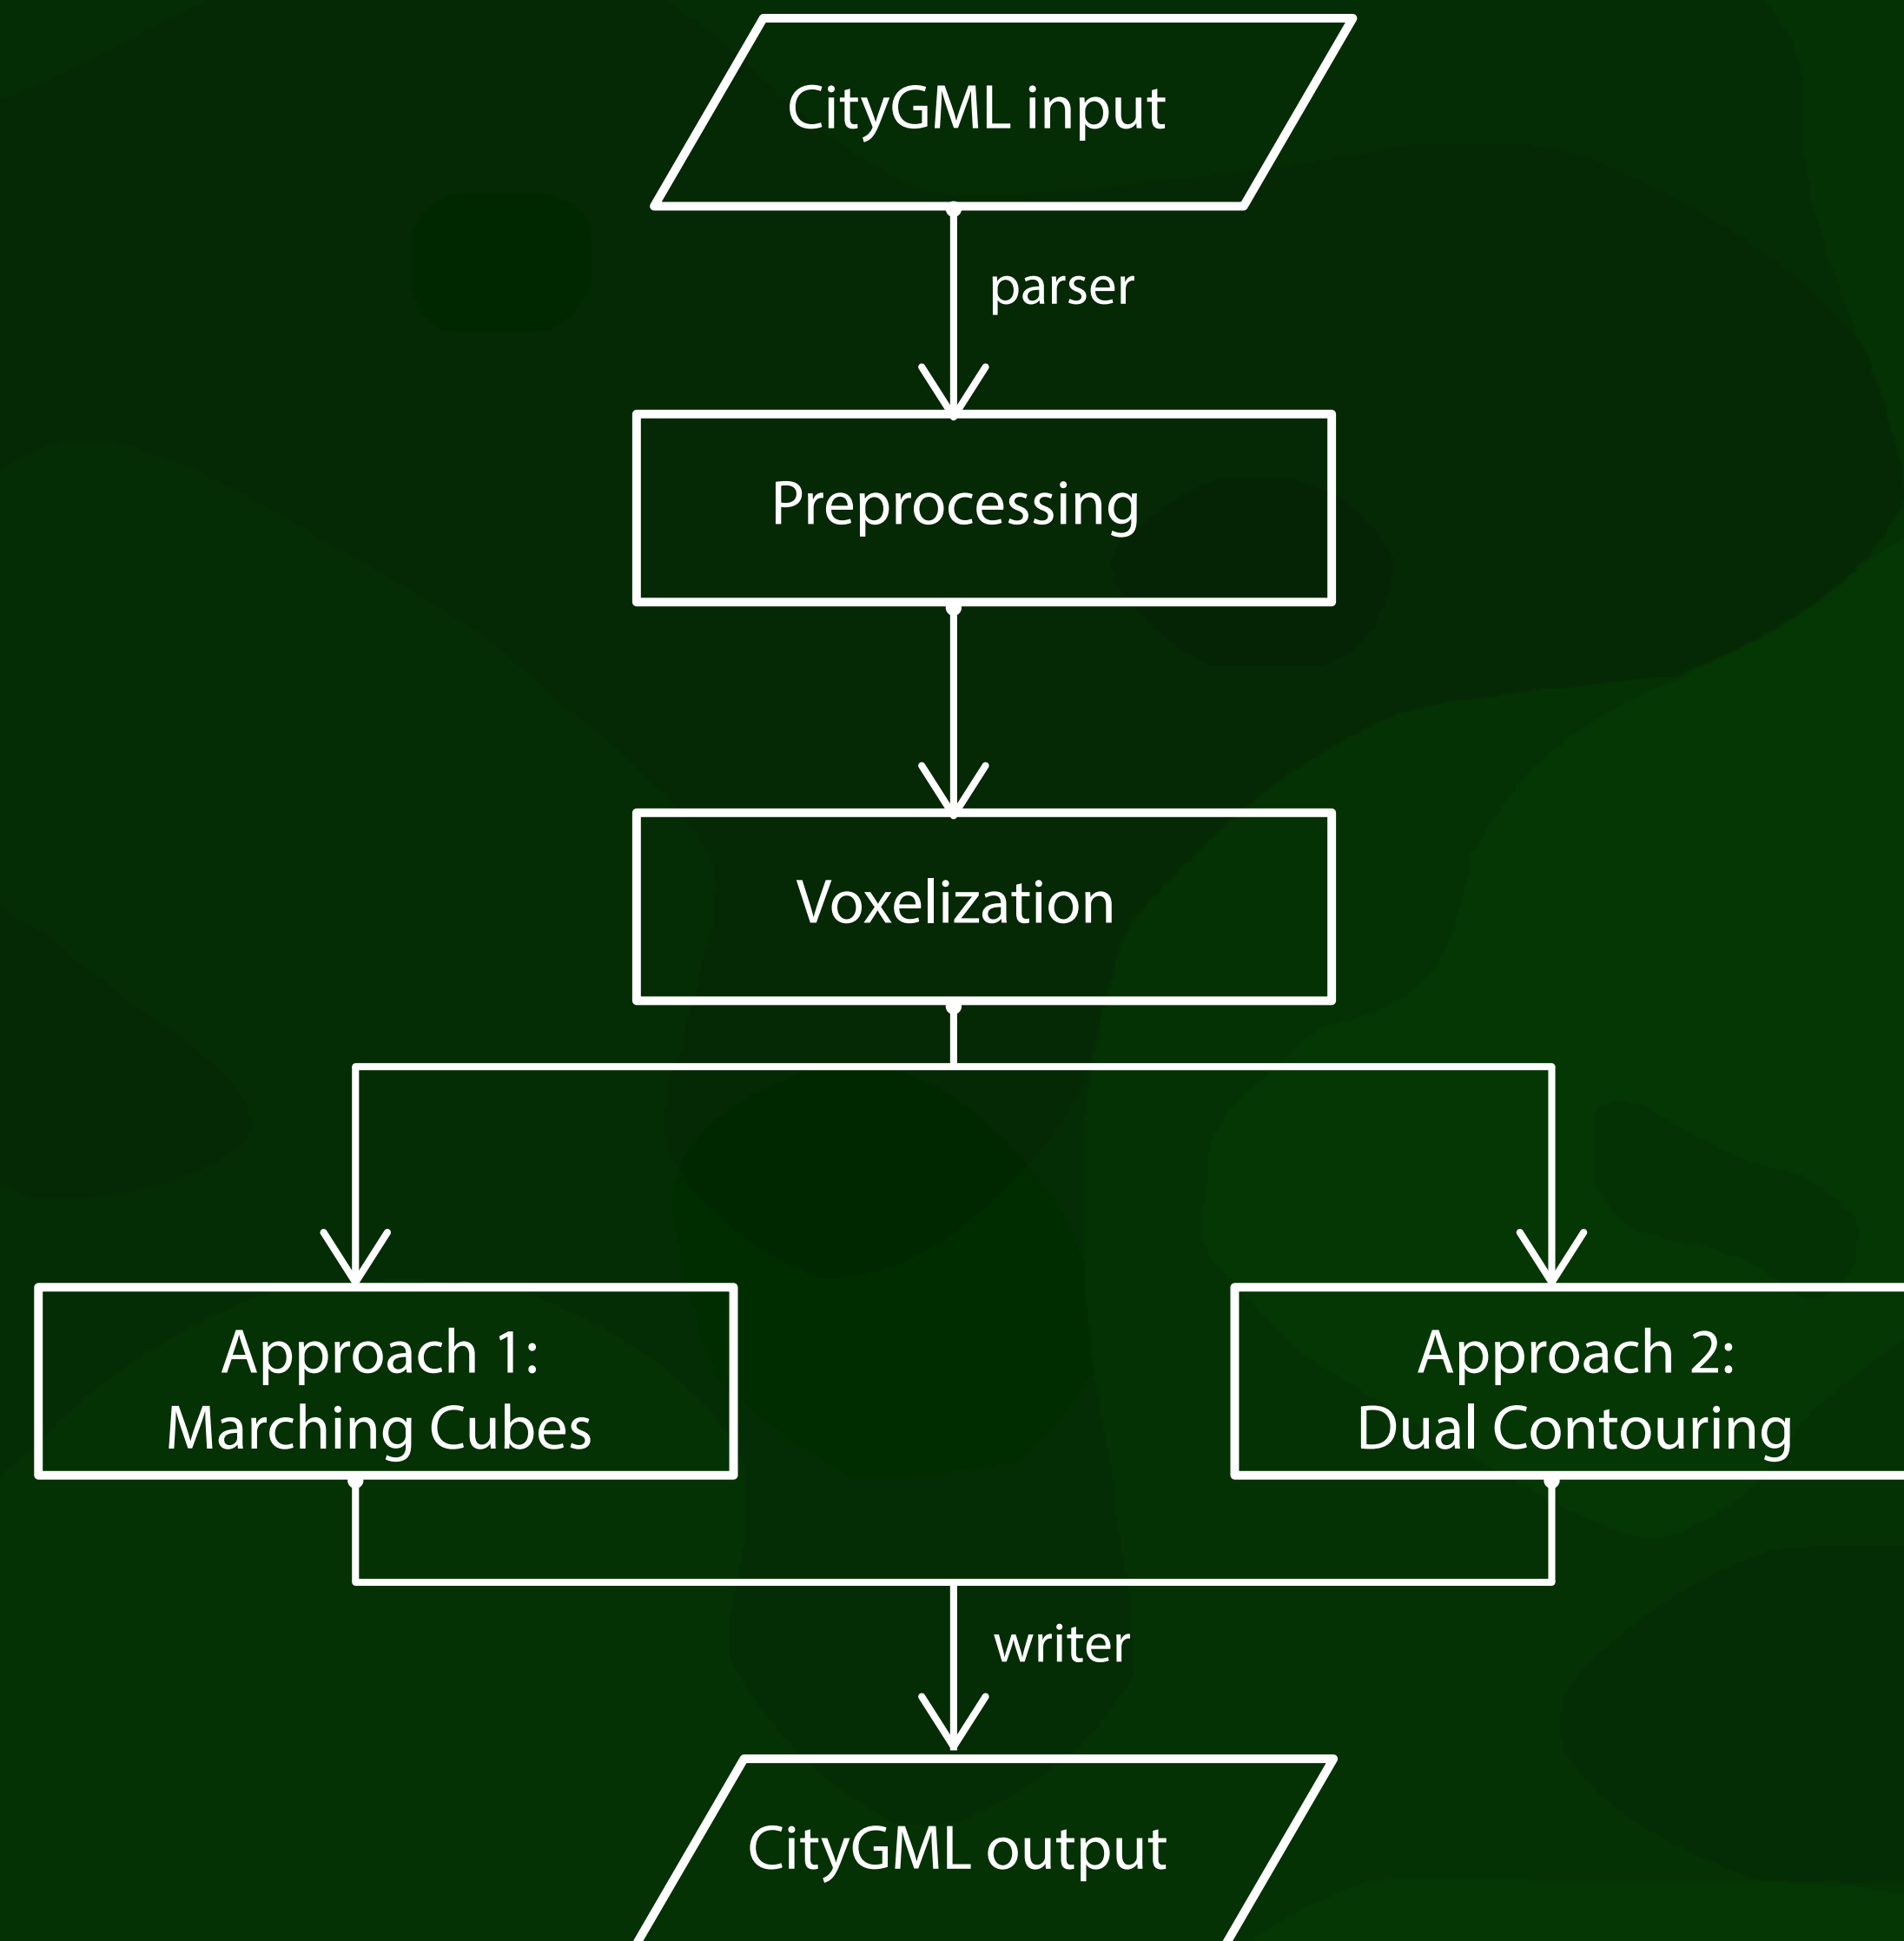 CityGML input
parser
Preprocessing
Voxelization
Approach 1:
Marching Cubes
Approach 2:
Dual Contouring
writer
CityGML output